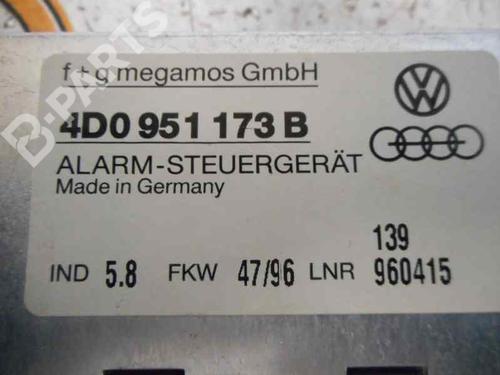 f+g megamos GmbH
4D0 951 173 B
ALARM-STEUERGERÄT
Made in Germany
139
IND 5.8 FKW 47/96 LNR 960415
B-PARTS